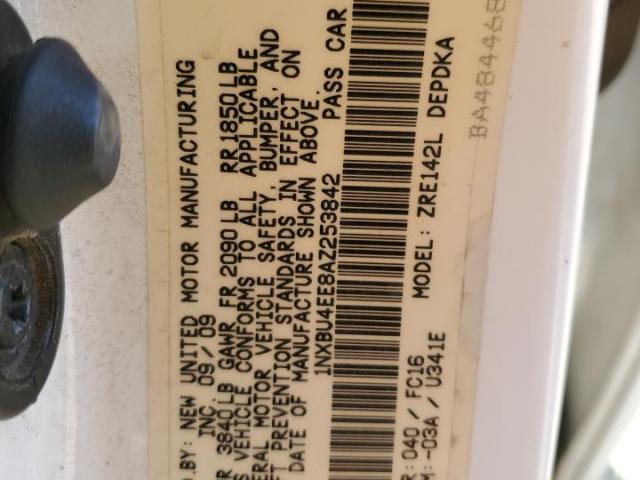 D.BY: NEW UNITED MOTOR MANUFACTURING
INC 09/09
3840LB GAWR FR 2090LB RR 1850LB
VEHICLE CONFORMS TO ALL APPLICABLE
ERAL MOTOR VEHICLE SAFETY, BUMPER, AND
FT PREVENTION STANDARDS IN EFFECT ON
DATE OF MANUFACTURE SHOWN ABOVE.
1NXBU4EE8AZ253842 PASS CAR
R:040/FC16 MODEL: ZRE142L DEPDKA
M:-03A/U341E
BA484468